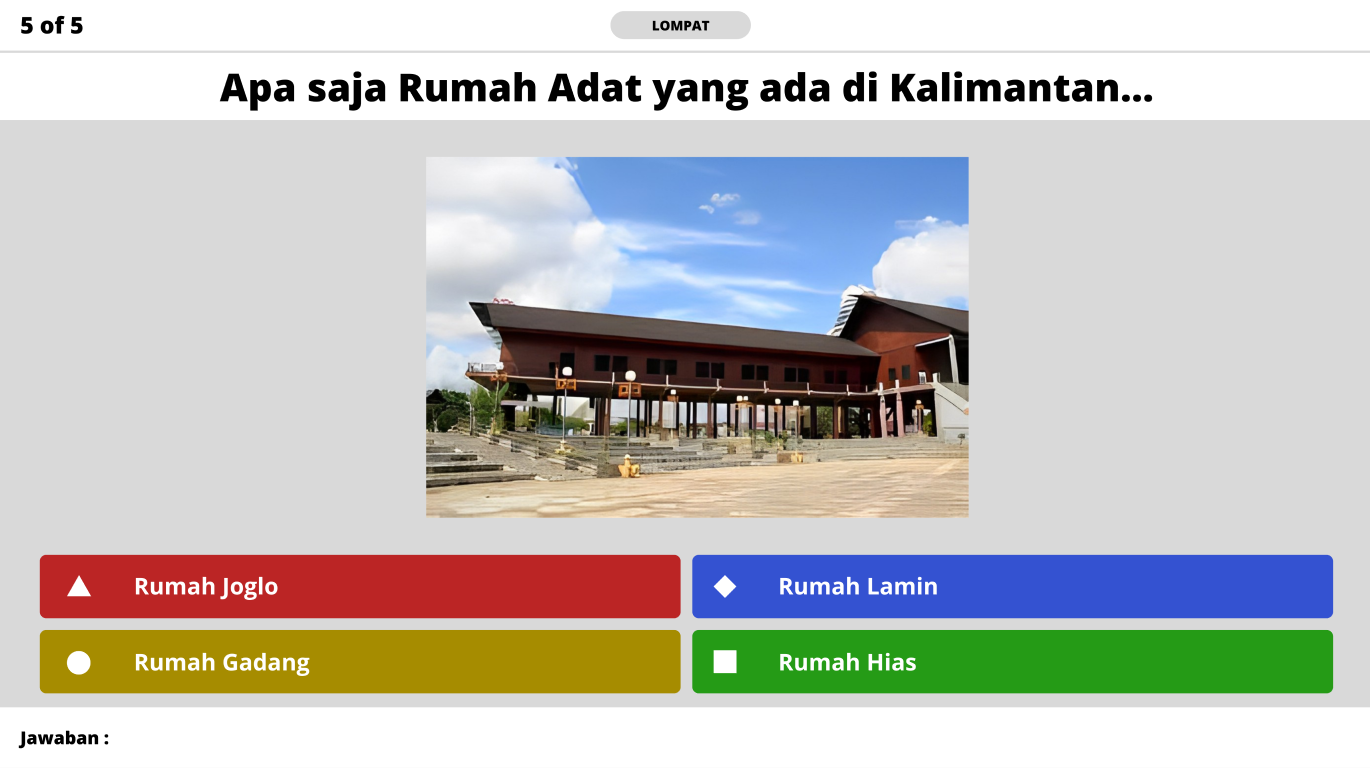 5 of 5
LOMPAT
Apa saja Rumah Adat yang ada di Kalimantan...
Rumah Joglo
Rumah Lamin
Rumah Gadang
Rumah Hias
Jawaban :